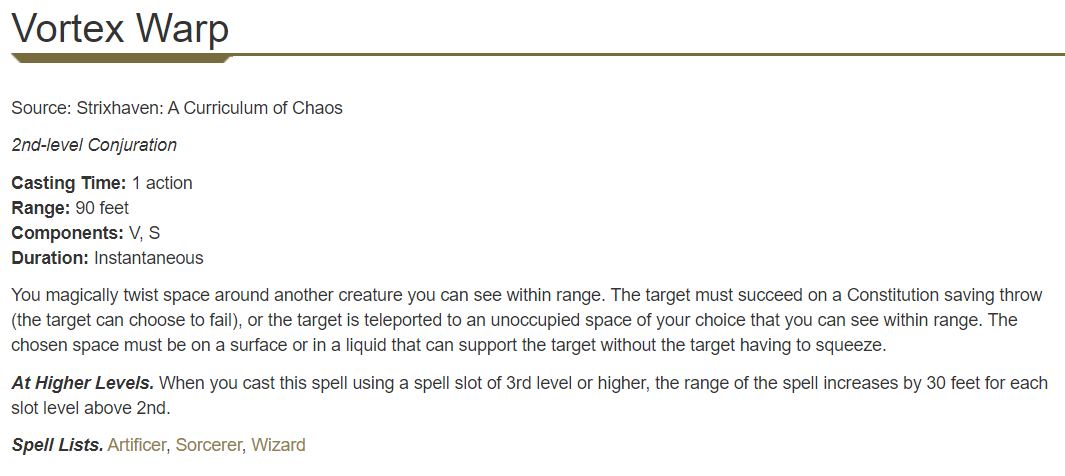 Vortex Warp
Source: Strixhaven: A Curriculum of Chaos
2nd-level Conjuration
Casting Time: 1 action
Range: 90 feet
Components: V, S
Duration: Instantaneous
You magically twist space around another creature you can see within range. The target must succeed on a Constitution saving throw
(the target can choose to fail), or the target is teleported to an unoccupied space of your choice that you can see within range. The
chosen space must be on a surface or in a liquid that can support the target without the target having to squeeze.
At Higher Levels. When you cast this spell using a spell slot of 3rd level or higher, the range of the spell increases by 30 feet for each
slot level above 2nd.
Spell Lists. Artificer, Sorcerer, Wizard